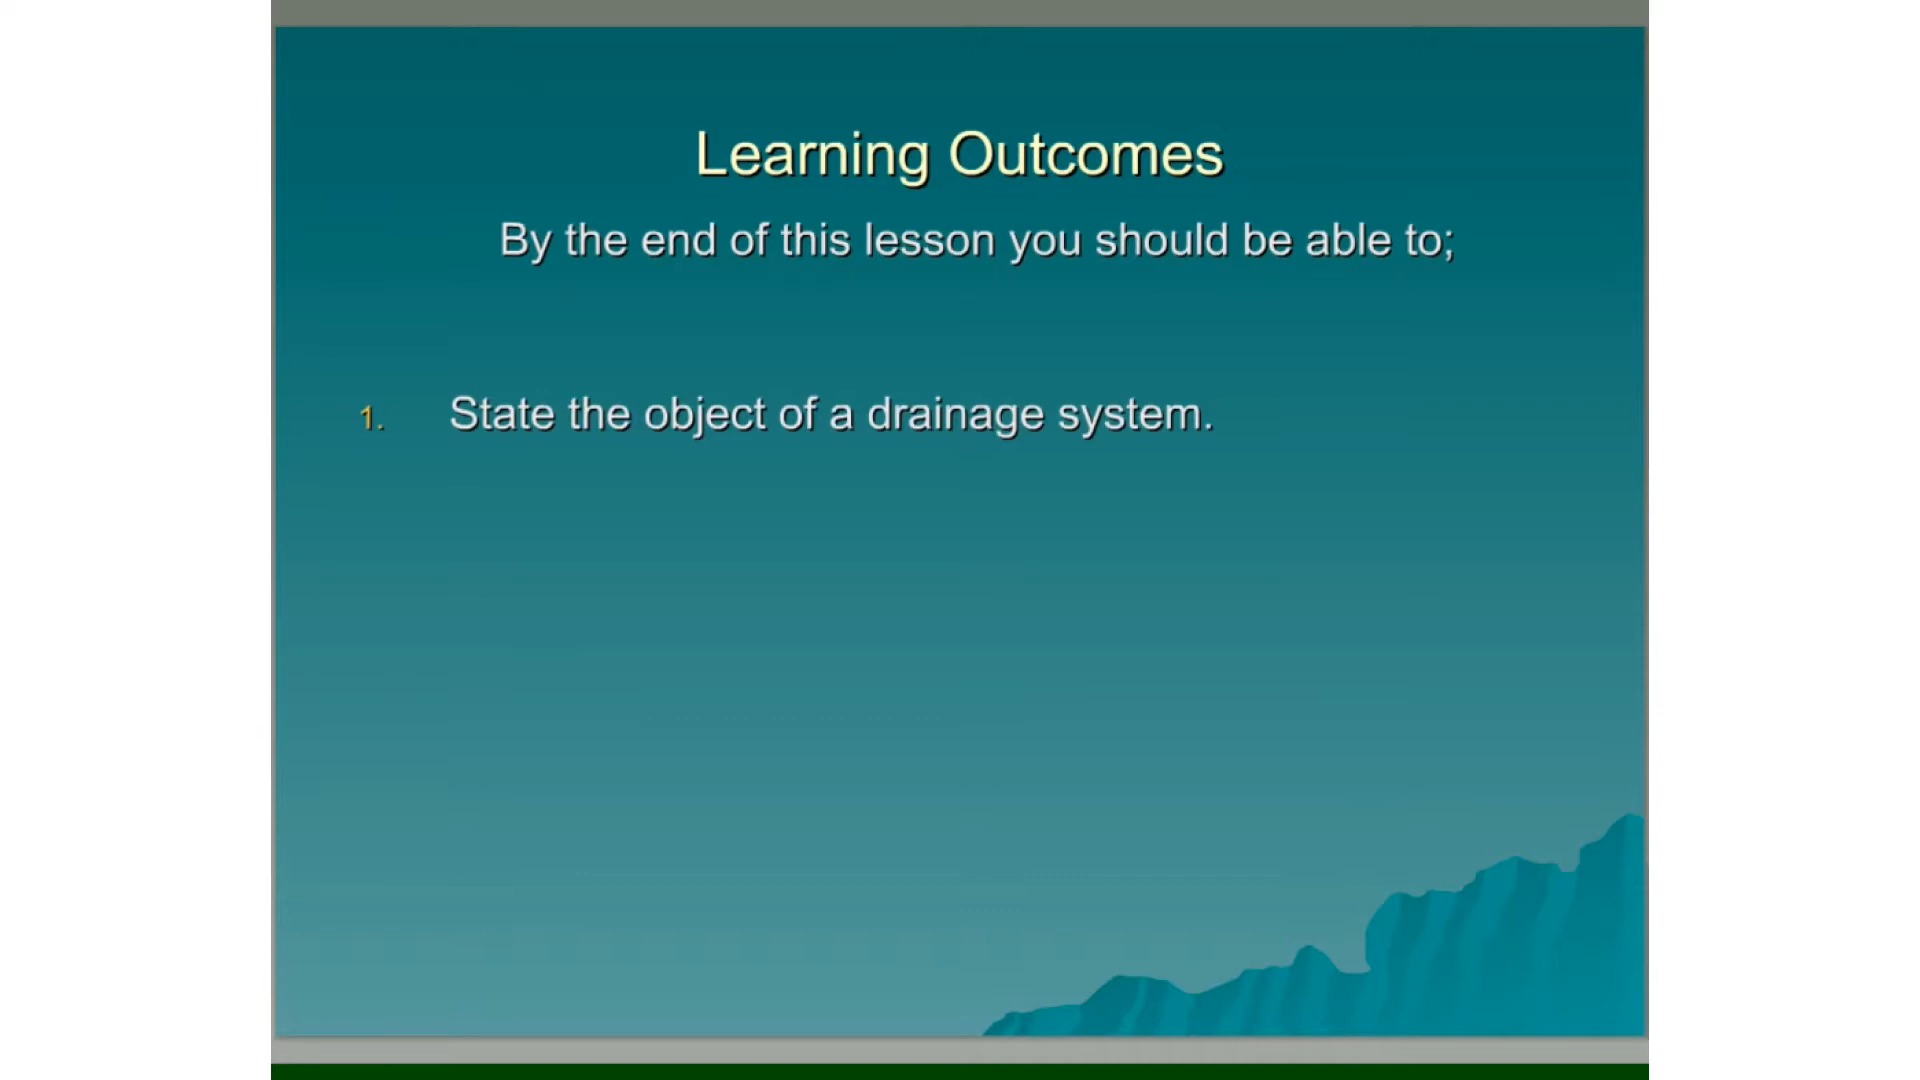 Learning Outcomes
By the end of this lesson you should be able to;
1. State the object of a drainage system.